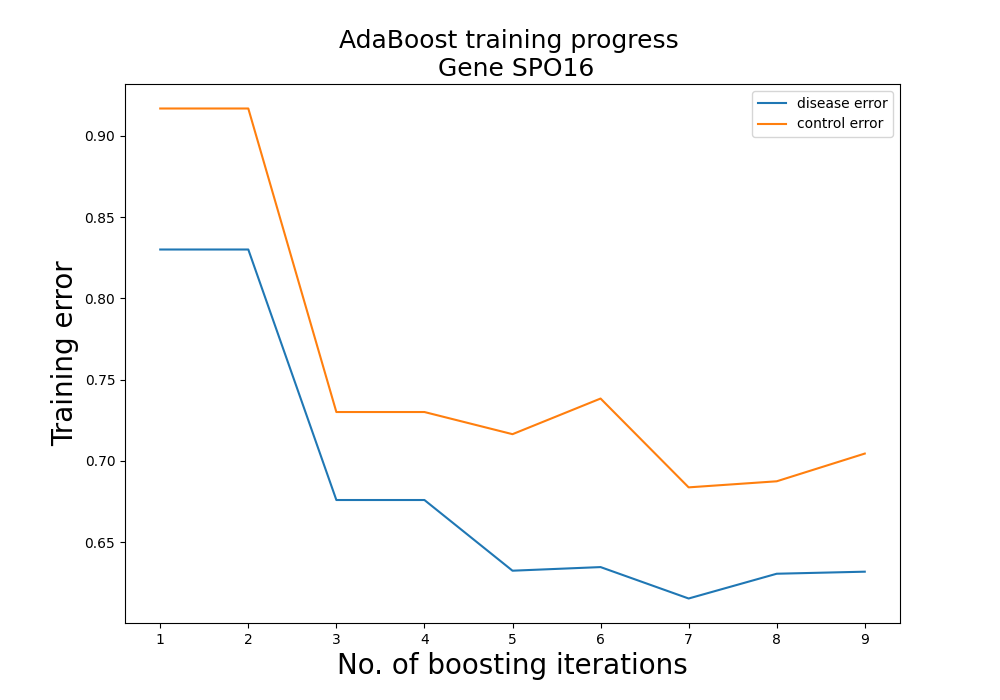 AdaBoost training progress
Gene SPO16
disease error
control error
0.90
0.85
0.80
0.75
0.70
0.65
Training error
1 2 3 4 5 6 7 8 9
No. of boosting iterations